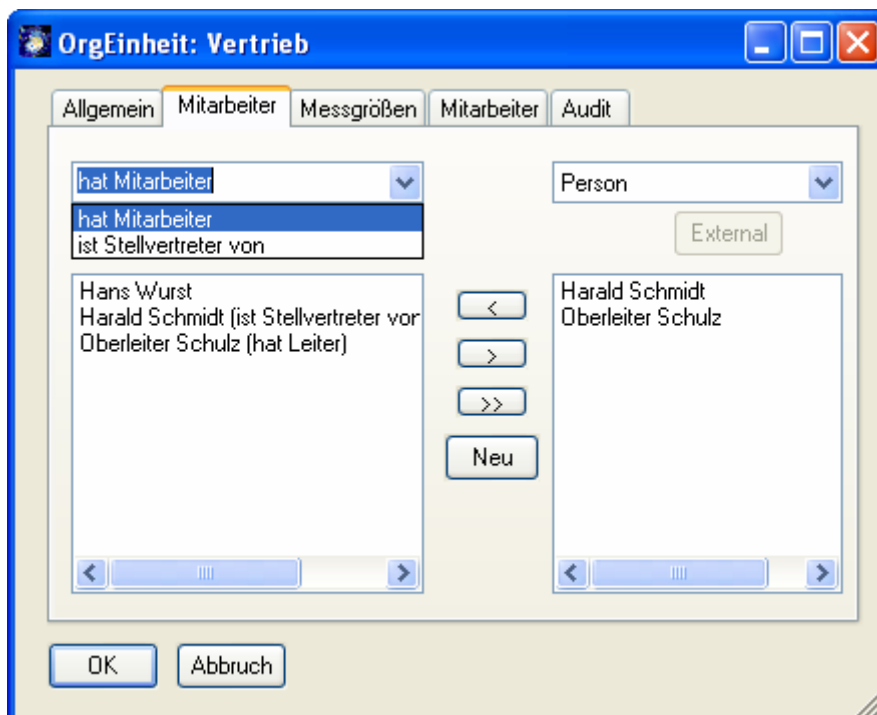 OrgEinheit: Vertrieb
Allgemein Mitarbeiter Messgrößen Mitarbeiter Audit
hat Mitarbeiter
Person
hat Mitarbeiter
ist Stellvertreter von
External
Hans Wurst
Harald Schmidt (ist Stellvertreter von
Oberleiter Schulz (hat Leiter)
<
>
>>
Neu
Harald Schmidt
Oberleiter Schulz
OK
Abbruch